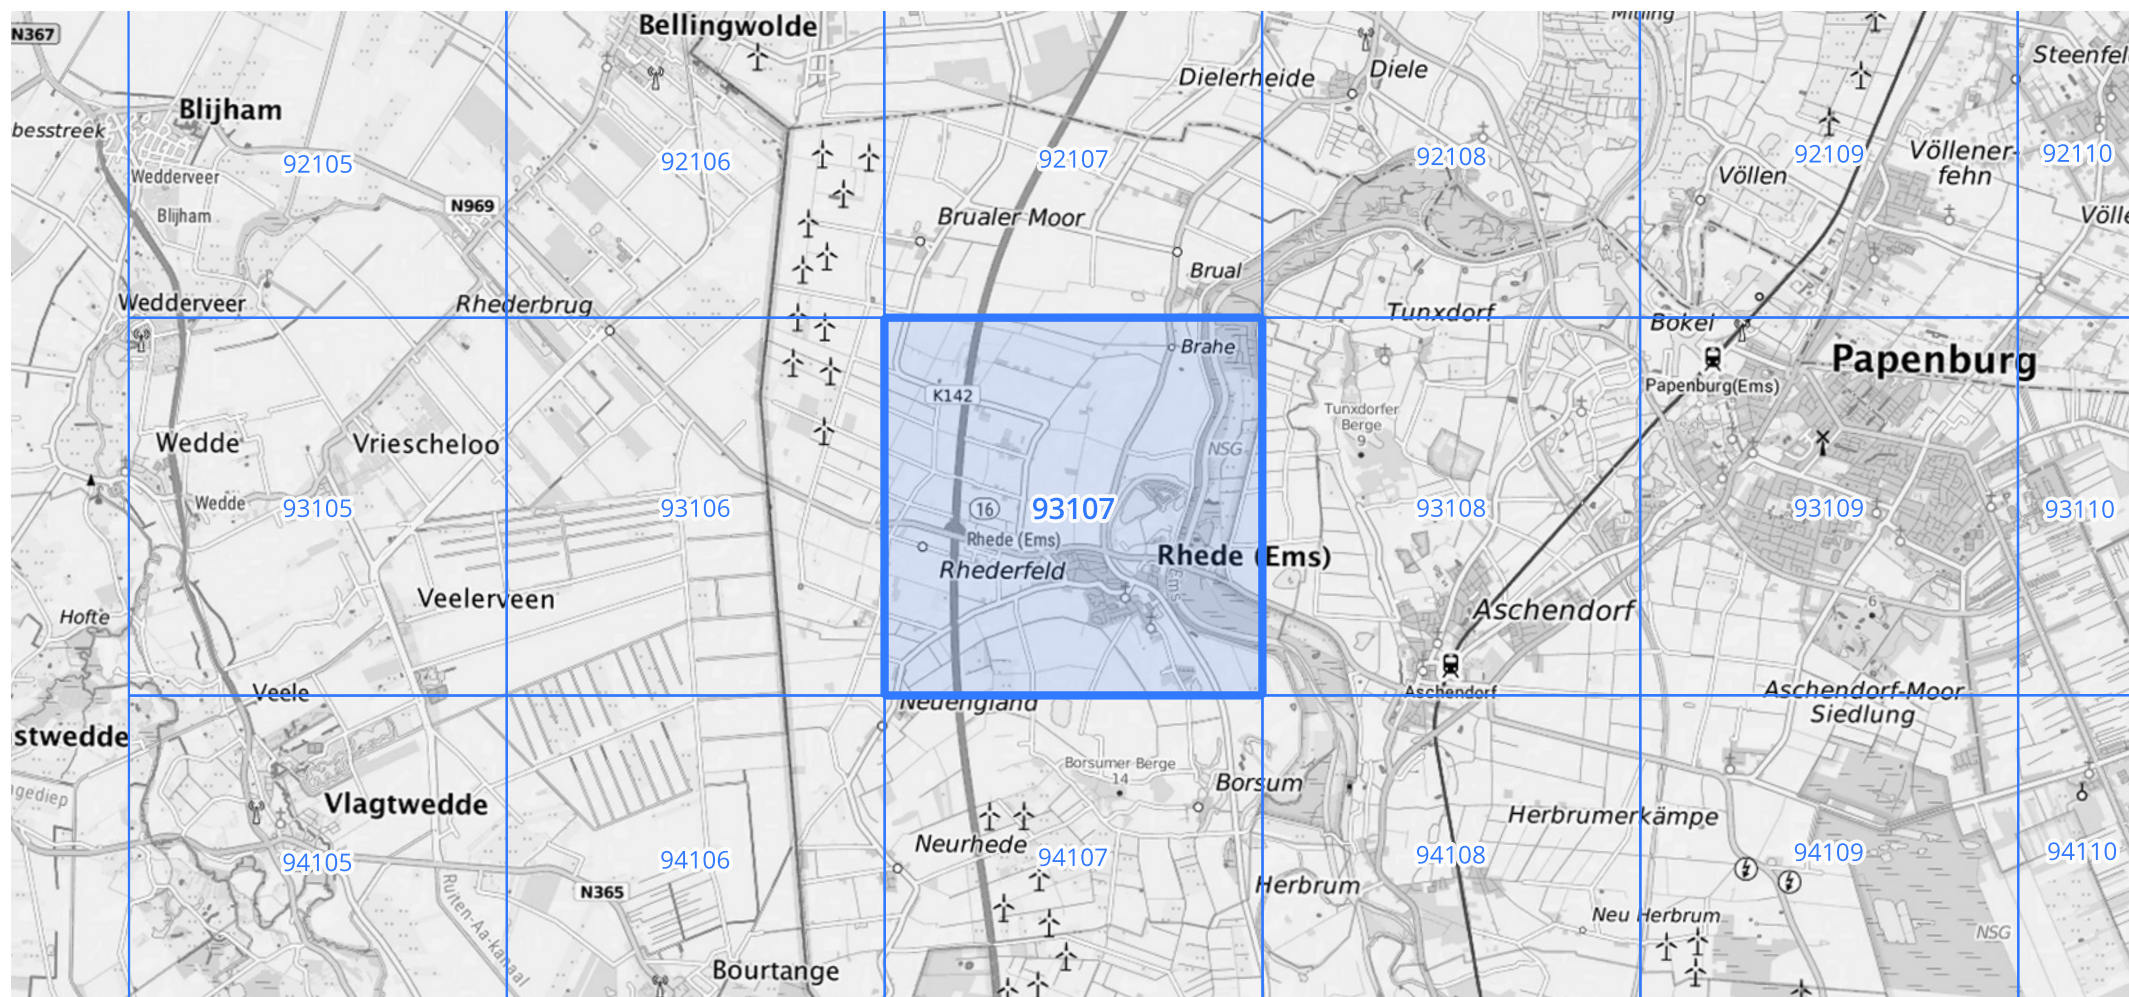 N367
Bellingwolde
Mitling
Steenfel
Dielerheide
Diele
Blijham
besstreek
92105
92106
92107
92108
92109
92110
Völlener-
fehn
Wedderveer
Völlen
N969
Blijham
Brualer Moor
Völle
Brual
Wedderveer
Rhederbrug
Tunxdorf
Bokel
Brahe
Papenburg
Papenburg(Ems)
K142
Tunxdorfer
Berge
9
Wedde
Vriescheloo
NSG
Wedde
93105
93106
16
93107
93108
93109
93110
Rhede (Ems)
Rhede (Ems)
Rhederfeld
Ems
Veelerveen
Hofte
6
Aschendorf
Veele
Aschendorf
Aschendorf-Moor
Siedlung
Neuengland
stwedde
Borsumer Berge
14
Borsum
agediep
Vlagtwedde
Herbrumerkämpe
Neurhede
94105
94106
94107
94108
94109
94110
N365
Herbrum
Ruiten-Aa-kanaal
Neu Herbrum
NSG
Bourtange